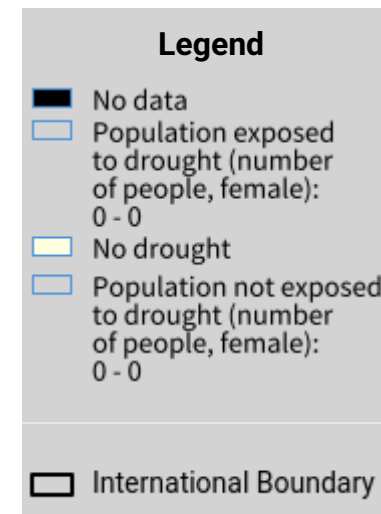 Legend
No data
Population exposed
to drought (number
of people, female):
0 - 0
No drought
Population not exposed
to drought (number
of people, female):
0 - 0
International Boundary